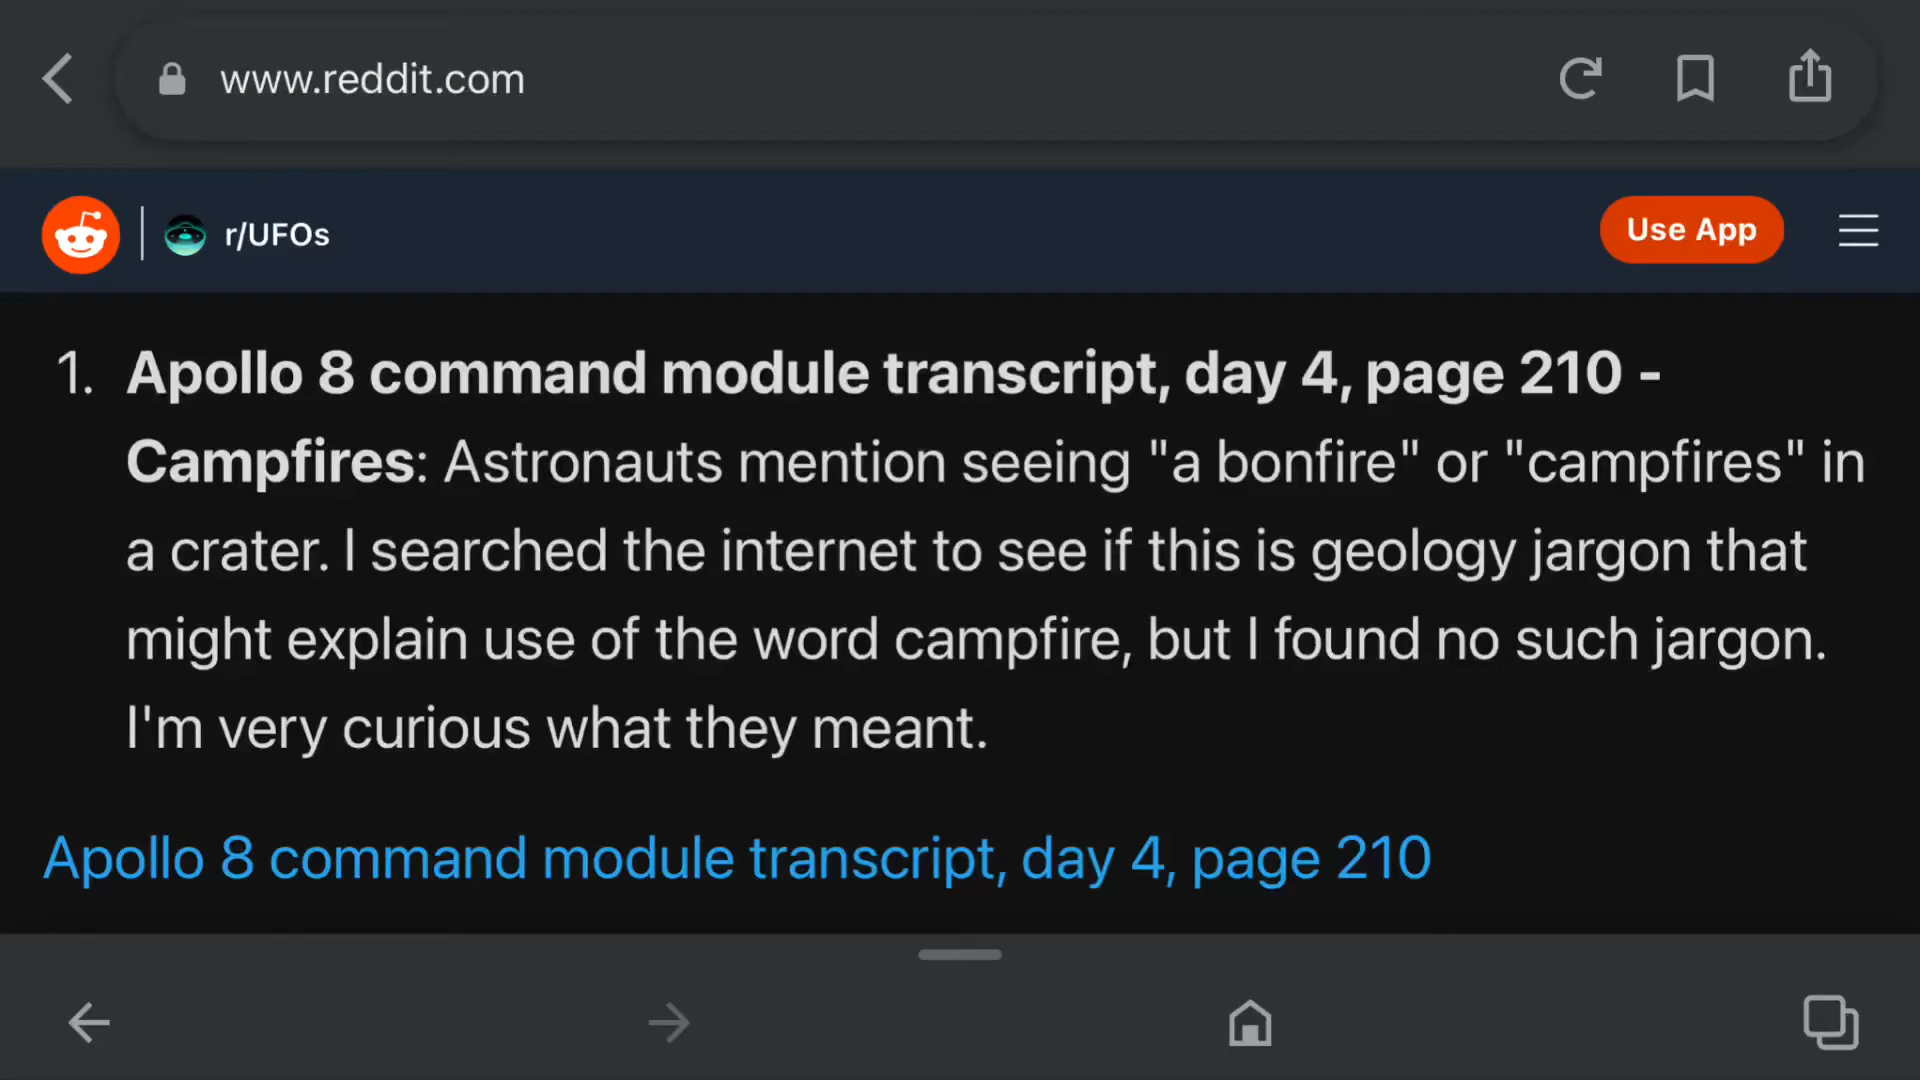 www.reddit.com
r/UFOs
Use App
1. Apollo 8 command module transcript, day 4, page 210 -
Campfires: Astronauts mention seeing "a bonfire" or "campfires" in
a crater. I searched the internet to see if this is geology jargon that
might explain use of the word campfire, but I found no such jargon.
I'm very curious what they meant.
Apollo 8 command module transcript, day 4, page 210